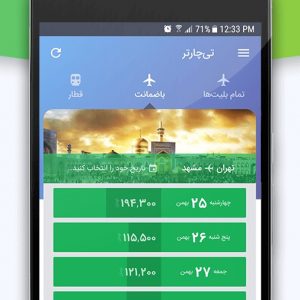 71% 12:33 PM
تی‌چارتر
تمام بلیت‌ها باضمانت قطار
تهران مشهد تاریخ خود را انتخاب کنید.
چهارشنبه ۲۵ بهمن ۱۹۴,۳۰۰
پنج شنبه ۲۶ بهمن ۱۱۵,۵۰۰
جمعه ۲۷ بهمن ۱۲۱,۲۰۰